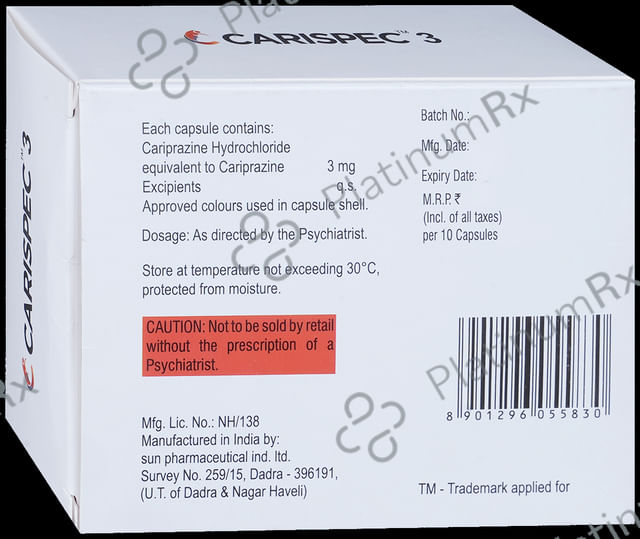 CARISPEC™ 3
CARISPEC™ 3
Each capsule contains:
Cariprazine Hydrochloride
equivalent to Cariprazine 3 mg
Excipients q.s.
Approved colours used in capsule shell.
Dosage: As directed by the Psychiatrist.
Store at temperature not exceeding 30°C,
protected from moisture.
CAUTION: Not to be sold by retail
without the prescription of a
Psychiatrist.
Mfg. Lic. No.: NH/138
Manufactured in India by:
sun pharmaceutical ind. ltd.
Survey No. 259/15, Dadra - 396191,
(U.T. of Dadra & Nagar Haveli)
Batch No.:
Mfg. Date:
Expiry Date:
M.R.P. ₹
(Incl. of all taxes)
per 10 Capsules
8 901296 055830
TM - Trademark applied for
PlatinumRx
PlatinumRx
PlatinumRx